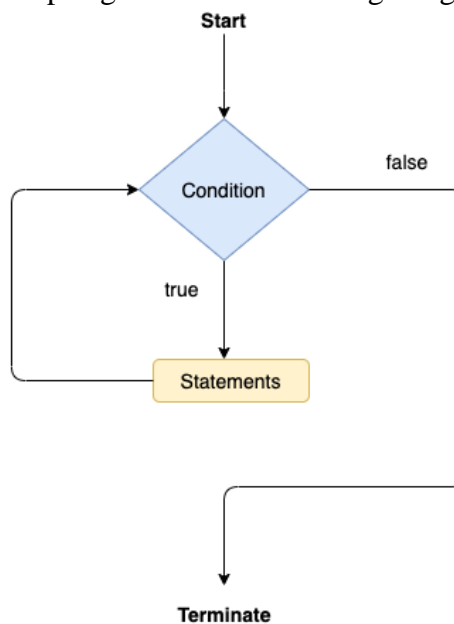 Start
false
Condition
true
Statements
Terminate